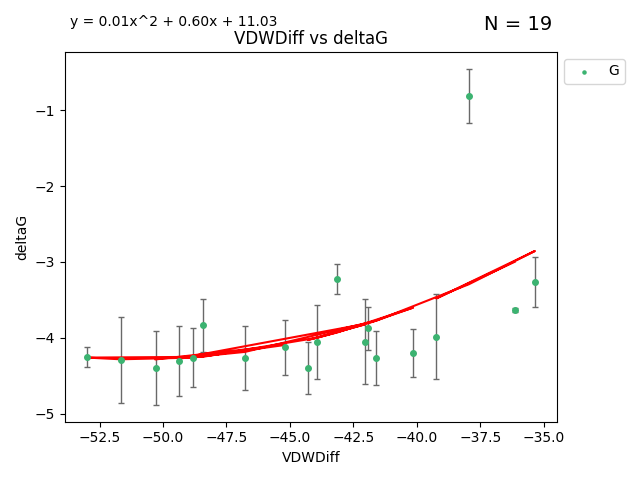 y = 0.01x^2 + 0.60x + 11.03
N = 19
VDWDiff vs deltaG
G
−1
−2
−3
−4
−5
deltaG
−52.5 −50.0 −47.5 −45.0 −42.5 −40.0 −37.5 −35.0
VDWDiff